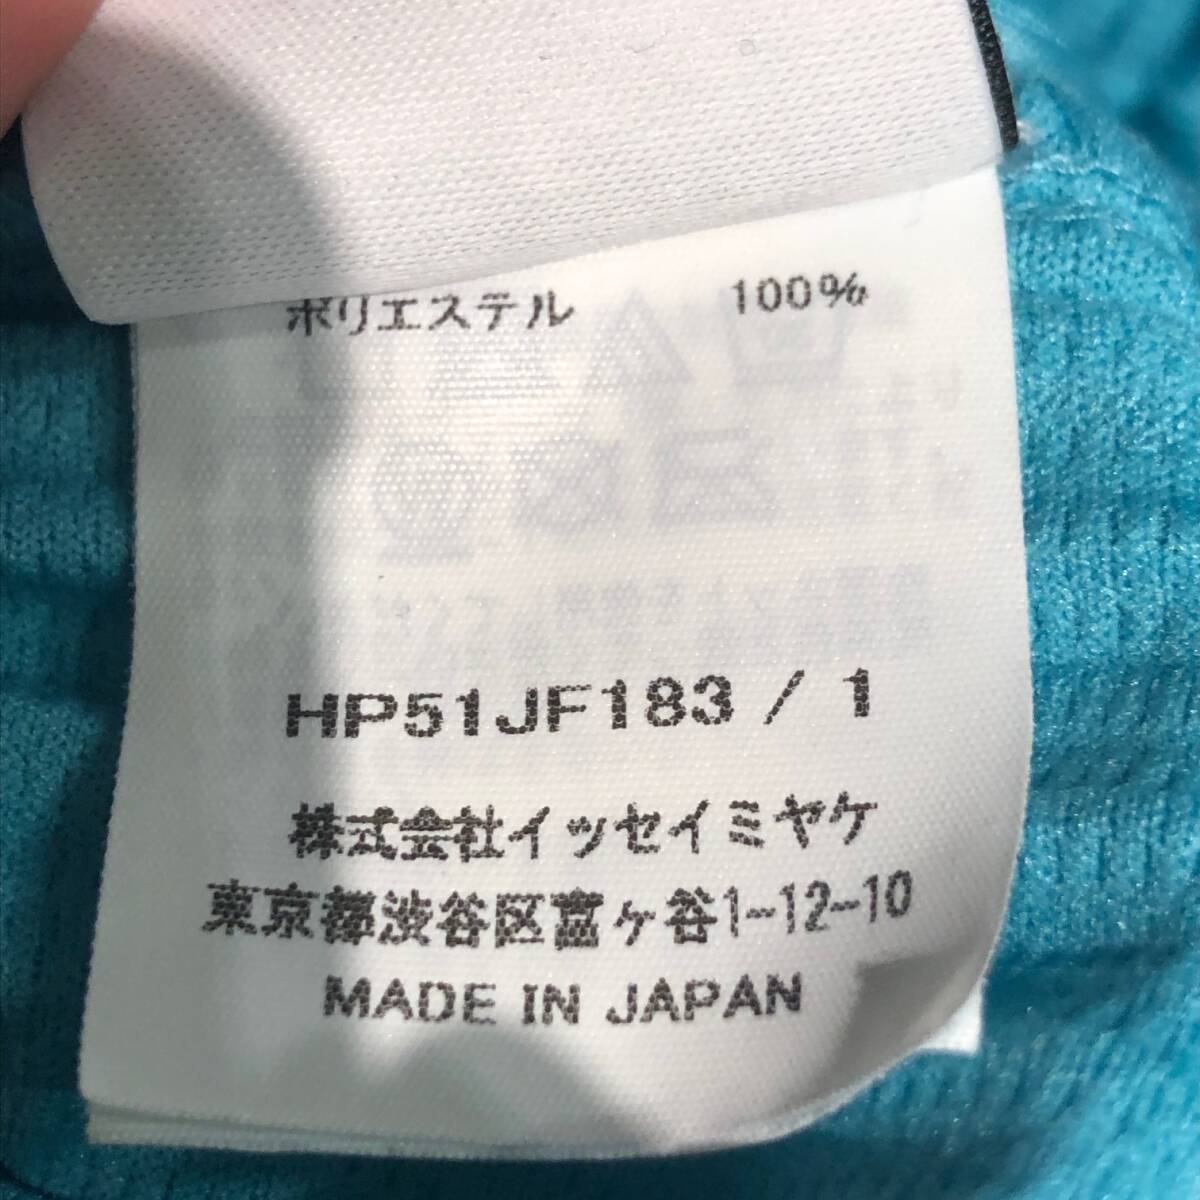 ポリエステル 100%
HP51JF183 / 1
株式会社イッセイミヤケ
東京都渋谷区富ヶ谷1-12-10
MADE IN JAPAN